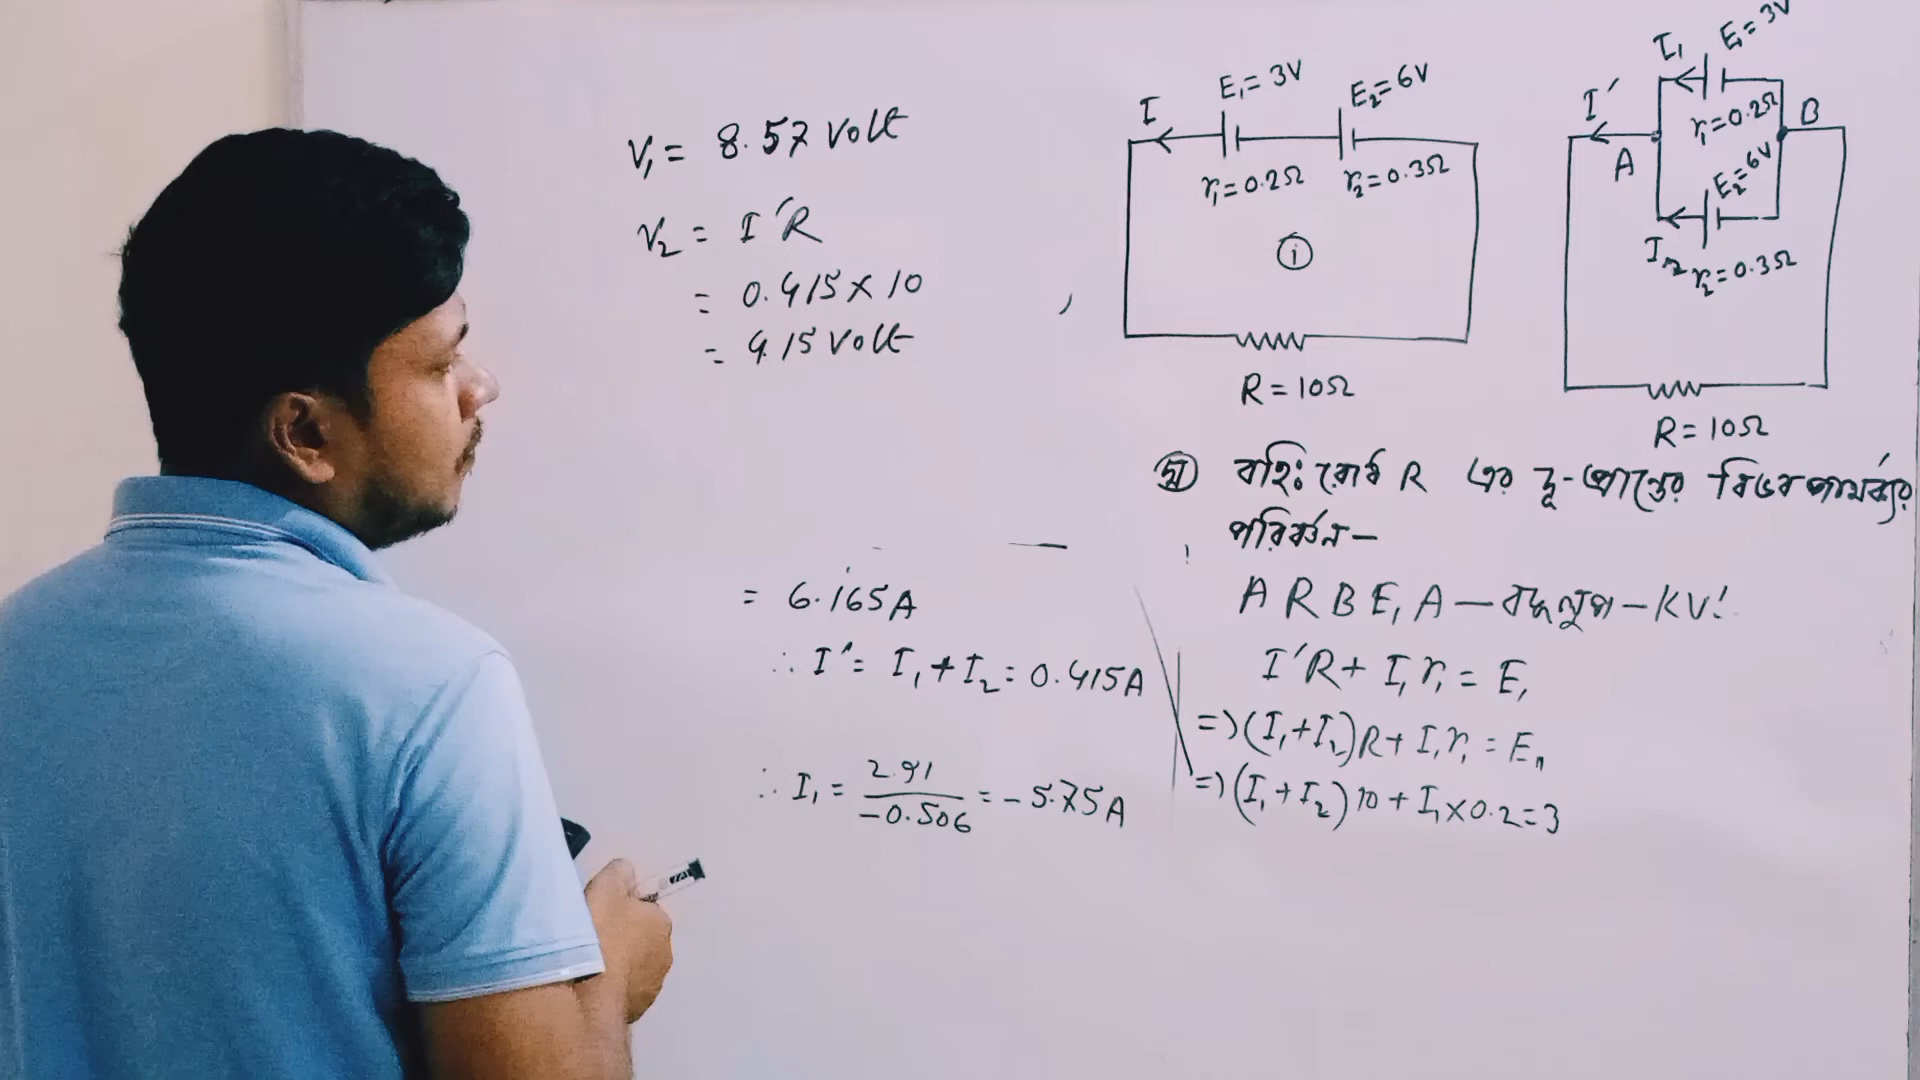 V₁ = 8.57 Volt
V₂ = I′R
= 0.415 × 10
= 4.15 Volt
= 6.165A
∴ I′ = I₁ + I₂ = 0.415A
∴ I₁ = 2.91 / -0.506 = -5.75A
I
E₁ = 3V
E₂ = 6V
r₁ = 0.2Ω
r₂ = 0.3Ω
i
R = 10Ω
I₁
E₁ = 3V
I′
r₁ = 0.2Ω
B
A
E₂ = 6V
I₂
r₂ = 0.3Ω
R = 10Ω
বহিঃ রোধ R এর দু-প্রান্তের বিভব পার্থক্যের
পরিবর্তন –
A R B E₁ A – বদ্ধ লুপ – KVL
I′R + I₁r₁ = E₁
⇒ (I₁+I₂)R + I₁r₁ = E₁
⇒ (I₁ + I₂) 10 + I₁ × 0.2 = 3